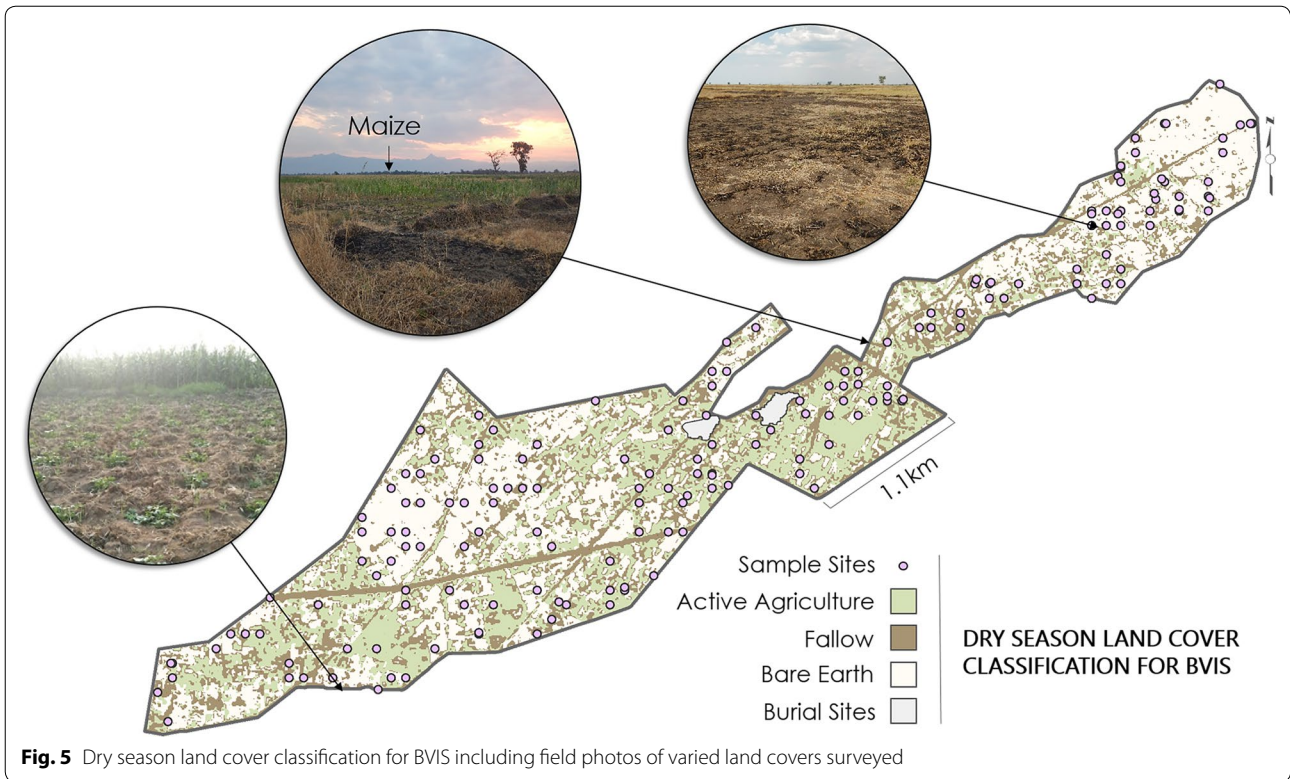 Maize
N
1.1km
Sample Sites
Active Agriculture
Fallow
Bare Earth
Burial Sites
DRY SEASON LAND COVER
CLASSIFICATION FOR BVIS
Fig. 5 Dry season land cover classification for BVIS including field photos of varied land covers surveyed